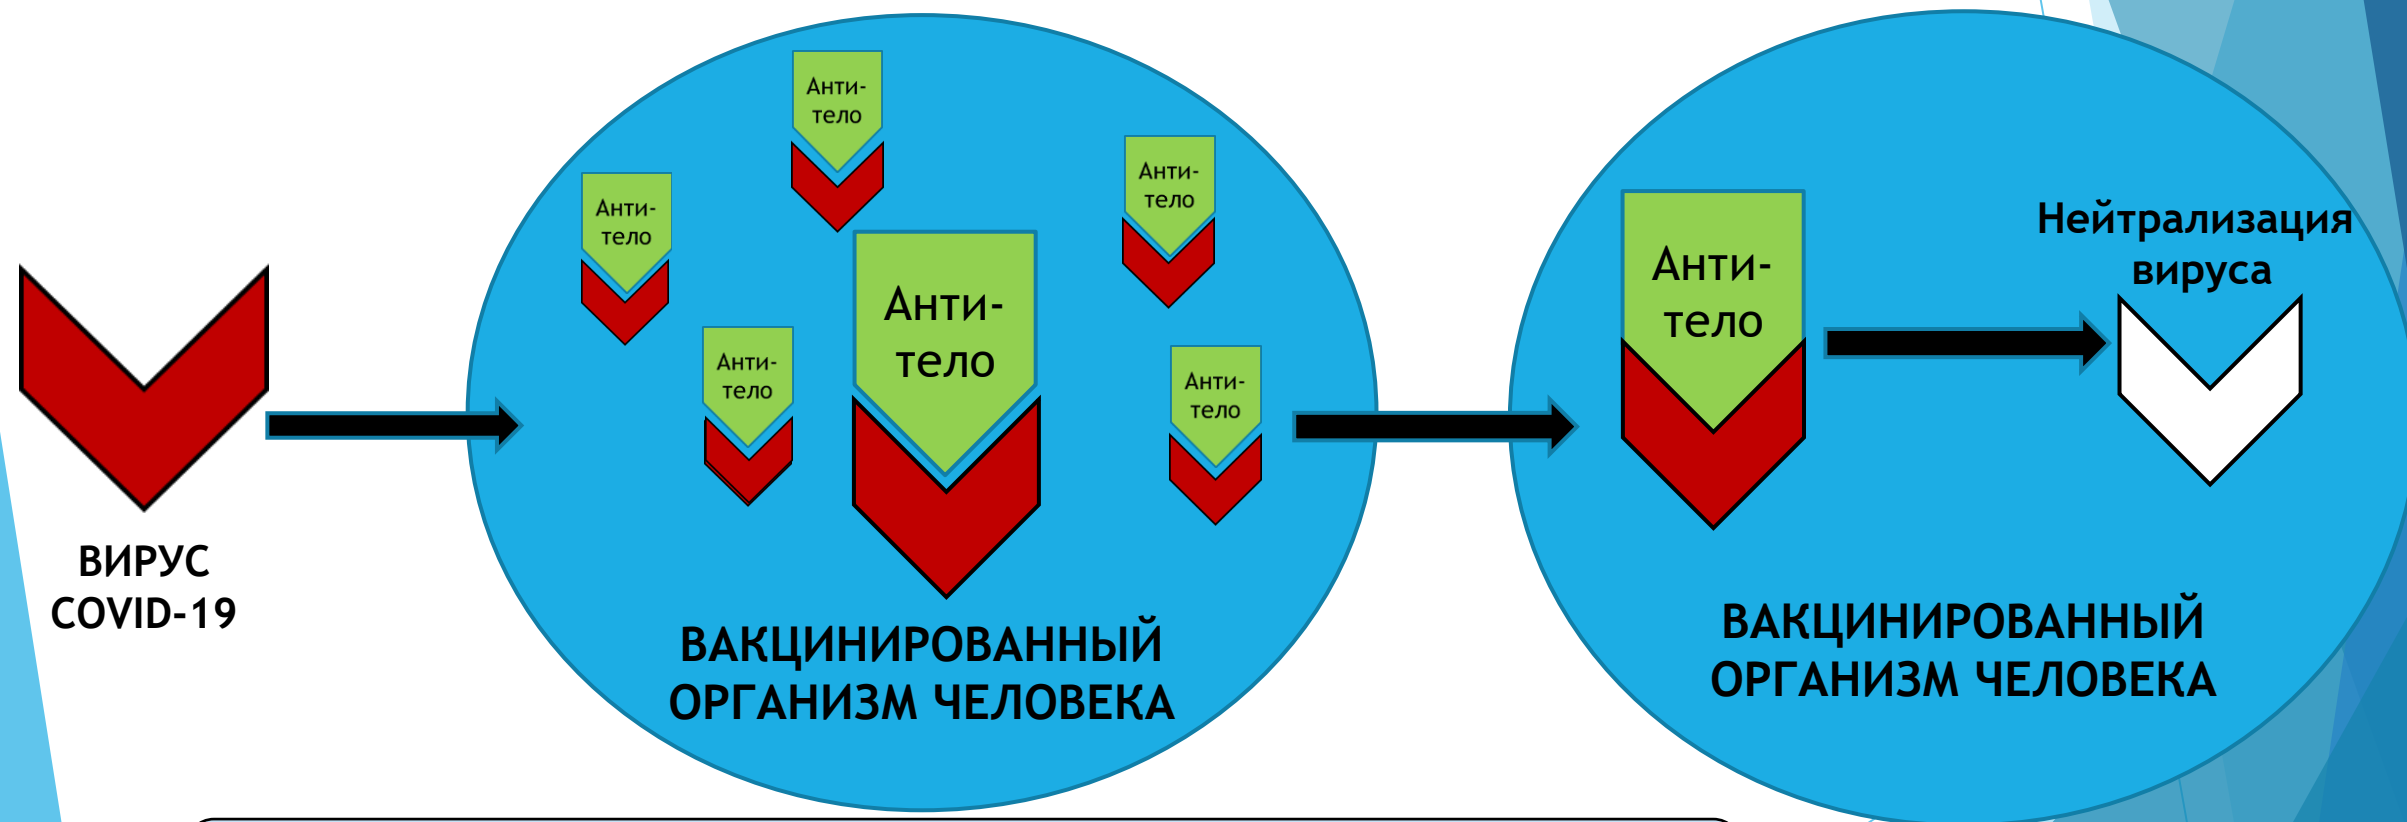 ВИРУС
COVID-19
Анти-
тело
Анти-
тело
Анти-
тело
Анти-
тело
Анти-
тело
Анти-
тело
ВАКЦИНИРОВАННЫЙ
ОРГАНИЗМ ЧЕЛОВЕКА
Анти-
тело
Нейтрализация
вируса
ВАКЦИНИРОВАННЫЙ
ОРГАНИЗМ ЧЕЛОВЕКА